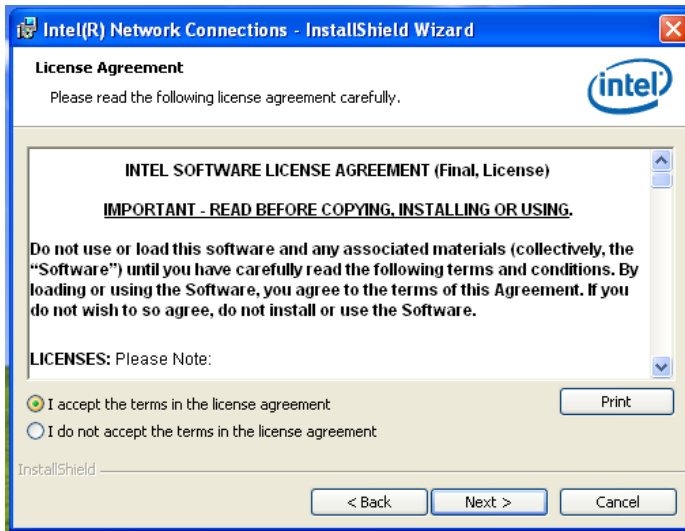 Intel(R) Network Connections - InstallShield Wizard
License Agreement
Please read the following license agreement carefully.
intel
INTEL SOFTWARE LICENSE AGREEMENT (Final, License)
IMPORTANT - READ BEFORE COPYING, INSTALLING OR USING.
Do not use or load this software and any associated materials (collectively, the
“Software”) until you have carefully read the following terms and conditions. By
loading or using the Software, you agree to the terms of this Agreement. If you
do not wish to so agree, do not install or use the Software.
LICENSES: Please Note:
I accept the terms in the license agreement
Print
I do not accept the terms in the license agreement
InstallShield
< Back
Next >
Cancel